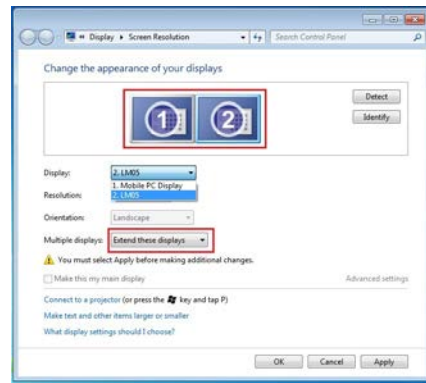 Display ▸ Screen Resolution
Search Control Panel
Change the appearance of your displays
1
2
Detect
Identify
Display: 2. LM05
1. Mobile PC Display
2. LM05
Resolution:
Orientation: Landscape
Multiple displays: Extend these displays
You must select Apply before making additional changes.
Make this my main display
Advanced settings
Connect to a projector (or press the key and tap P)
Make text and other items larger or smaller
What display settings should I choose?
OK Cancel Apply